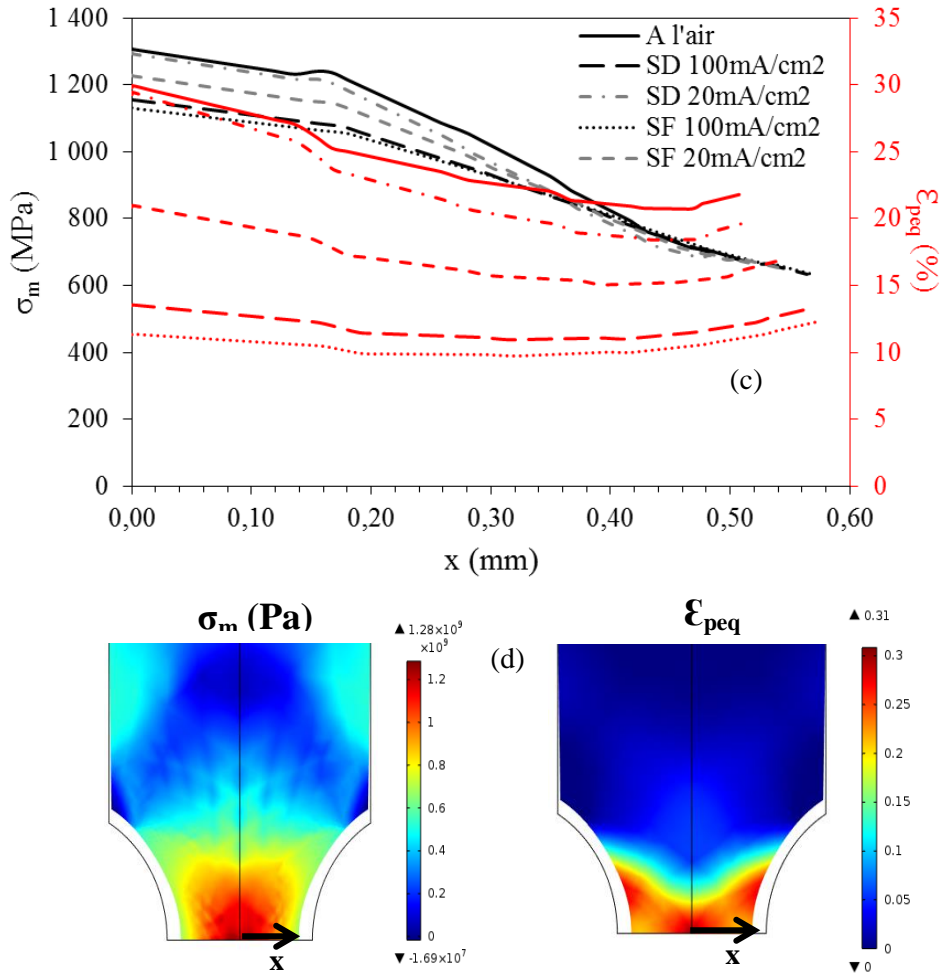 1 400
1 200
1 000
800
600
400
200
0
σm (MPa)
A l'air
SD 100mA/cm2
SD 20mA/cm2
SF 100mA/cm2
SF 20mA/cm2
35
30
25
20
15
10
5
0
εpeq (%)
(c)
0,00 0,10 0,20 0,30 0,40 0,50 0,60
x (mm)
σm (Pa)
▲ 1.28×10⁹
×10⁹
1.2
1
0.8
0.6
0.4
0.2
0
▼ -1.69×10⁷
x
(d)
Ɛpeq
▲ 0.31
0.3
0.25
0.2
0.15
0.1
0.05
0
▼ 0
x